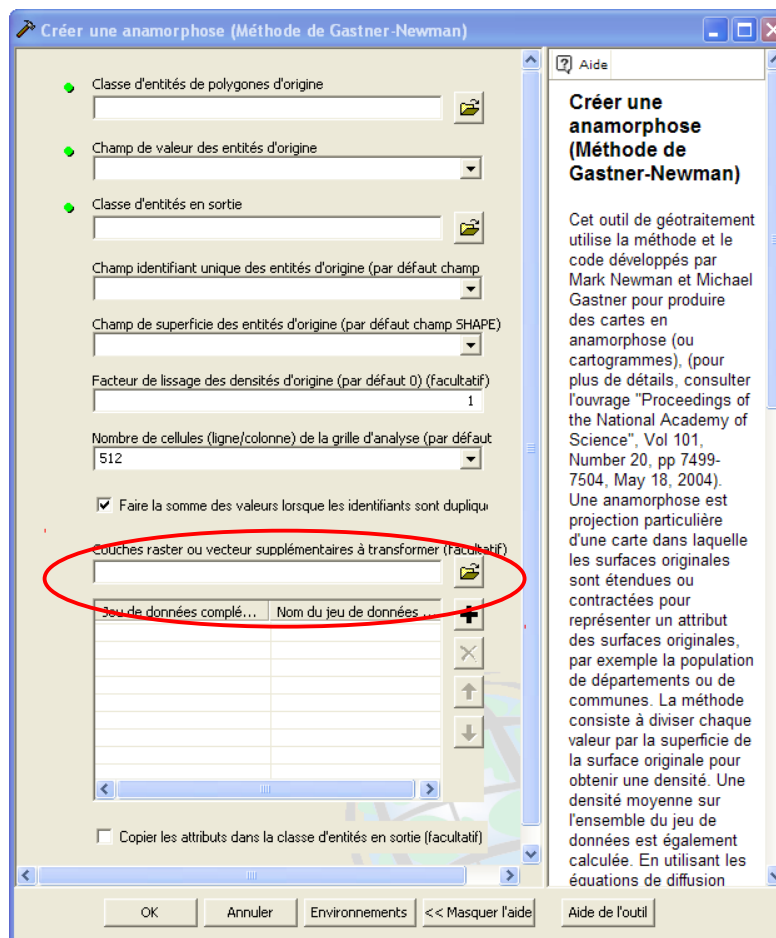 Créer une anamorphose (Méthode de Gastner-Newman)
Classe d'entités de polygones d'origine
Champ de valeur des entités d'origine
Classe d'entités en sortie
Champ identifiant unique des entités d'origine (par défaut champ
Champ de superficie des entités d'origine (par défaut champ SHAPE)
Facteur de lissage des densités d'origine (par défaut 0) (facultatif)
1
Nombre de cellules (ligne/colonne) de la grille d'analyse (par défaut
512
Faire la somme des valeurs lorsque les identifiants sont dupliqu
Couches raster ou vecteur supplémentaires à transformer (facultatif)
Jeu de données complé... Nom du jeu de données ...
Copier les attributs dans la classe d'entités en sortie (facultatif)
OK Annuler Environnements << Masquer l'aide Aide de l'outil
Aide
Créer une
anamorphose
(Méthode de
Gastner-Newman)
Cet outil de géotraitement
utilise la méthode et le
code développés par
Mark Newman et Michael
Gastner pour produire
des cartes en
anamorphose (ou
cartogrammes), (pour
plus de détails, consulter
l'ouvrage "Proceedings of
the National Academy of
Science", Vol 101,
Number 20, pp 7499-
7504, May 18, 2004).
Une anamorphose est
projection particulière
d'une carte dans laquelle
les surfaces originales
sont étendues ou
contractées pour
représenter un attribut
des surfaces originales,
par exemple la population
de départements ou de
communes. La méthode
consiste à diviser chaque
valeur par la superficie de
la surface originale pour
obtenir une densité. Une
densité moyenne sur
l'ensemble du jeu de
données est également
calculée. En utilisant les
équations de diffusion